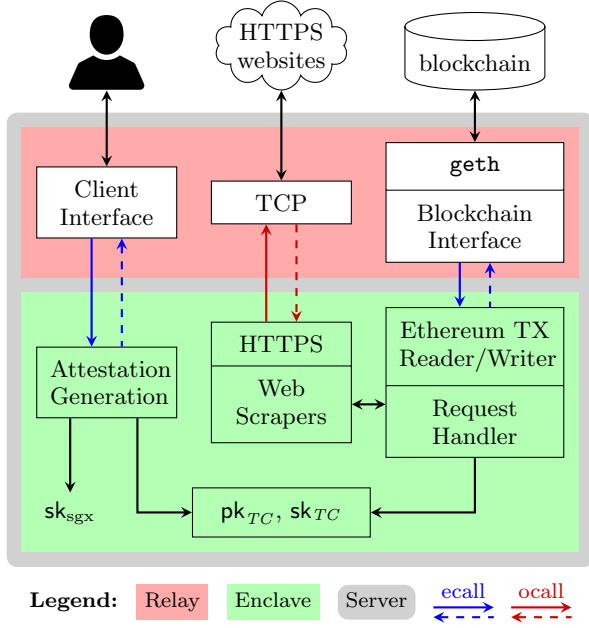 HTTPS
websites
blockchain
Client
Interface
TCP
geth
Blockchain
Interface
Attestation
Generation
HTTPS
Web
Scrapers
Ethereum TX
Reader/Writer
Request
Handler
sk_sgx
pk_TC, sk_TC
Legend: Relay Enclave Server ecall ocall